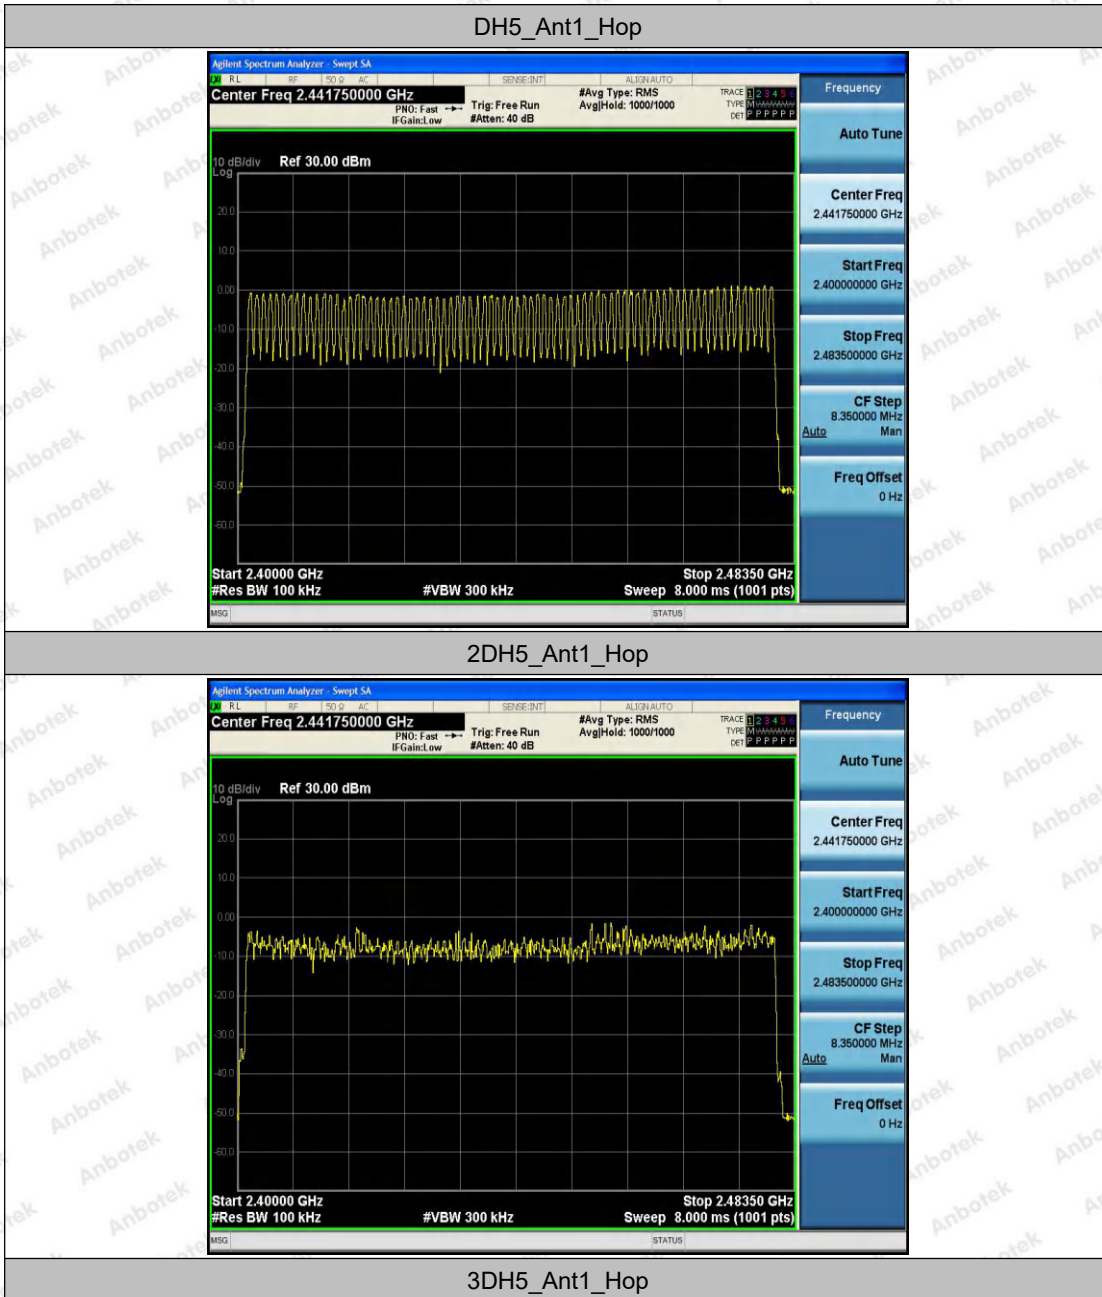 DH5_Ant1_Hop
Agilent Spectrum Analyzer - Swept SA
RL RF 50 Ω AC SENSE:INT ALIGNAUTO
Center Freq 2.441750000 GHz
PNO: Fast
IFGain:Low
Trig: Free Run
#Atten: 40 dB
#Avg Type: RMS
Avg|Hold: 1000/1000
TRACE 1 2 3 4 5 6
TYPE M
DET P P P P P P
10 dB/div Ref 30.00 dBm
Log
20.0
10.0
0.00
-10.0
-20.0
-30.0
-40.0
-50.0
-60.0
Start 2.40000 GHz Stop 2.48350 GHz
#Res BW 100 kHz #VBW 300 kHz Sweep 8.000 ms (1001 pts)
MSG STATUS
Frequency
Auto Tune
Center Freq
2.441750000 GHz
Start Freq
2.400000000 GHz
Stop Freq
2.483500000 GHz
CF Step
8.350000 MHz
Auto Man
Freq Offset
0 Hz
2DH5_Ant1_Hop
Agilent Spectrum Analyzer - Swept SA
RL RF 50 Ω AC SENSE:INT ALIGNAUTO
Center Freq 2.441750000 GHz
PNO: Fast
IFGain:Low
Trig: Free Run
#Atten: 40 dB
#Avg Type: RMS
Avg|Hold: 1000/1000
TRACE 1 2 3 4 5 6
TYPE M
DET P P P P P P
10 dB/div Ref 30.00 dBm
Log
20.0
10.0
0.00
-10.0
-20.0
-30.0
-40.0
-50.0
-60.0
Start 2.40000 GHz Stop 2.48350 GHz
#Res BW 100 kHz #VBW 300 kHz Sweep 8.000 ms (1001 pts)
MSG STATUS
Frequency
Auto Tune
Center Freq
2.441750000 GHz
Start Freq
2.400000000 GHz
Stop Freq
2.483500000 GHz
CF Step
8.350000 MHz
Auto Man
Freq Offset
0 Hz
3DH5_Ant1_Hop
Anbotek